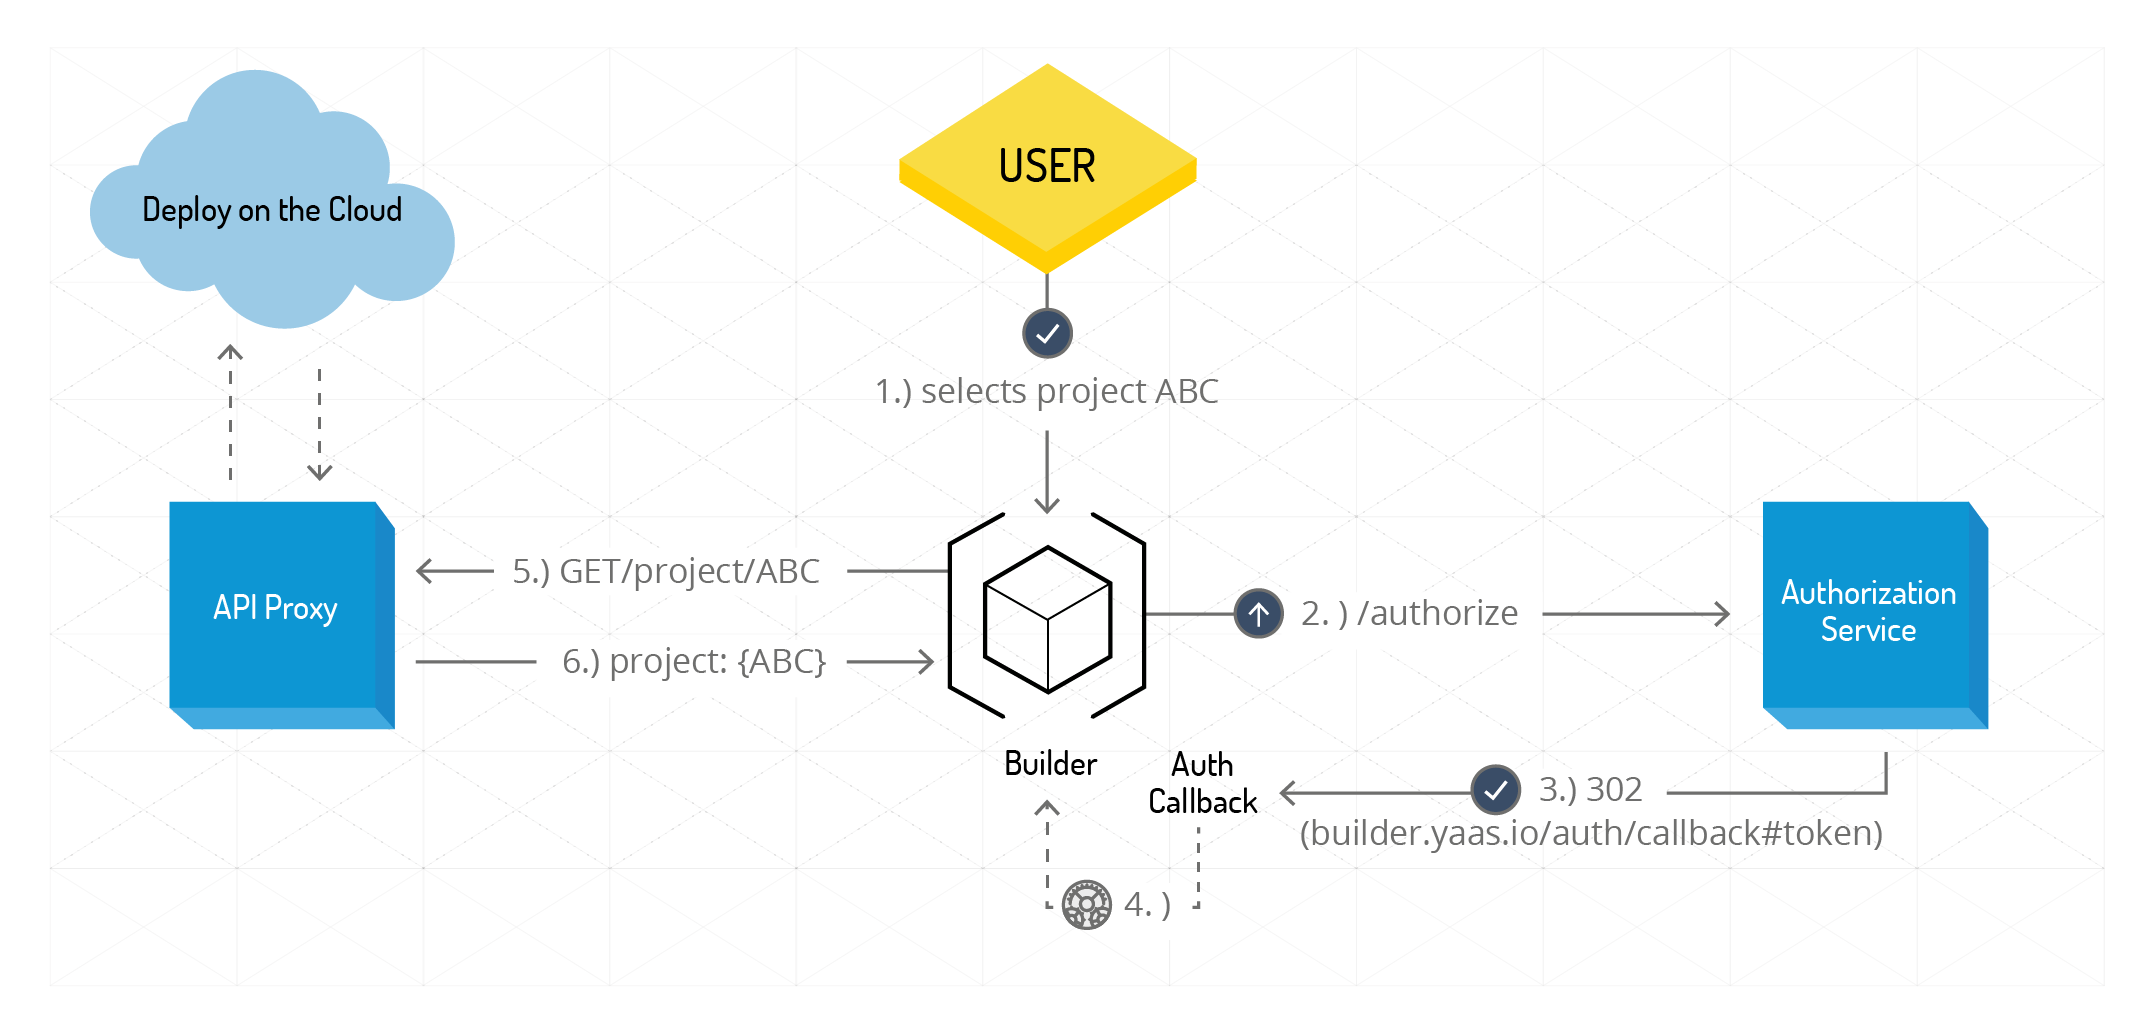 Deploy on the Cloud
USER
1.) selects project ABC
5.) GET/project/ABC
API Proxy
6.) project: {ABC}
2. ) /authorize
Authorization
Service
Builder
Auth
Callback
3.) 302
(builder.yaas.io/auth/callback#token)
4. )